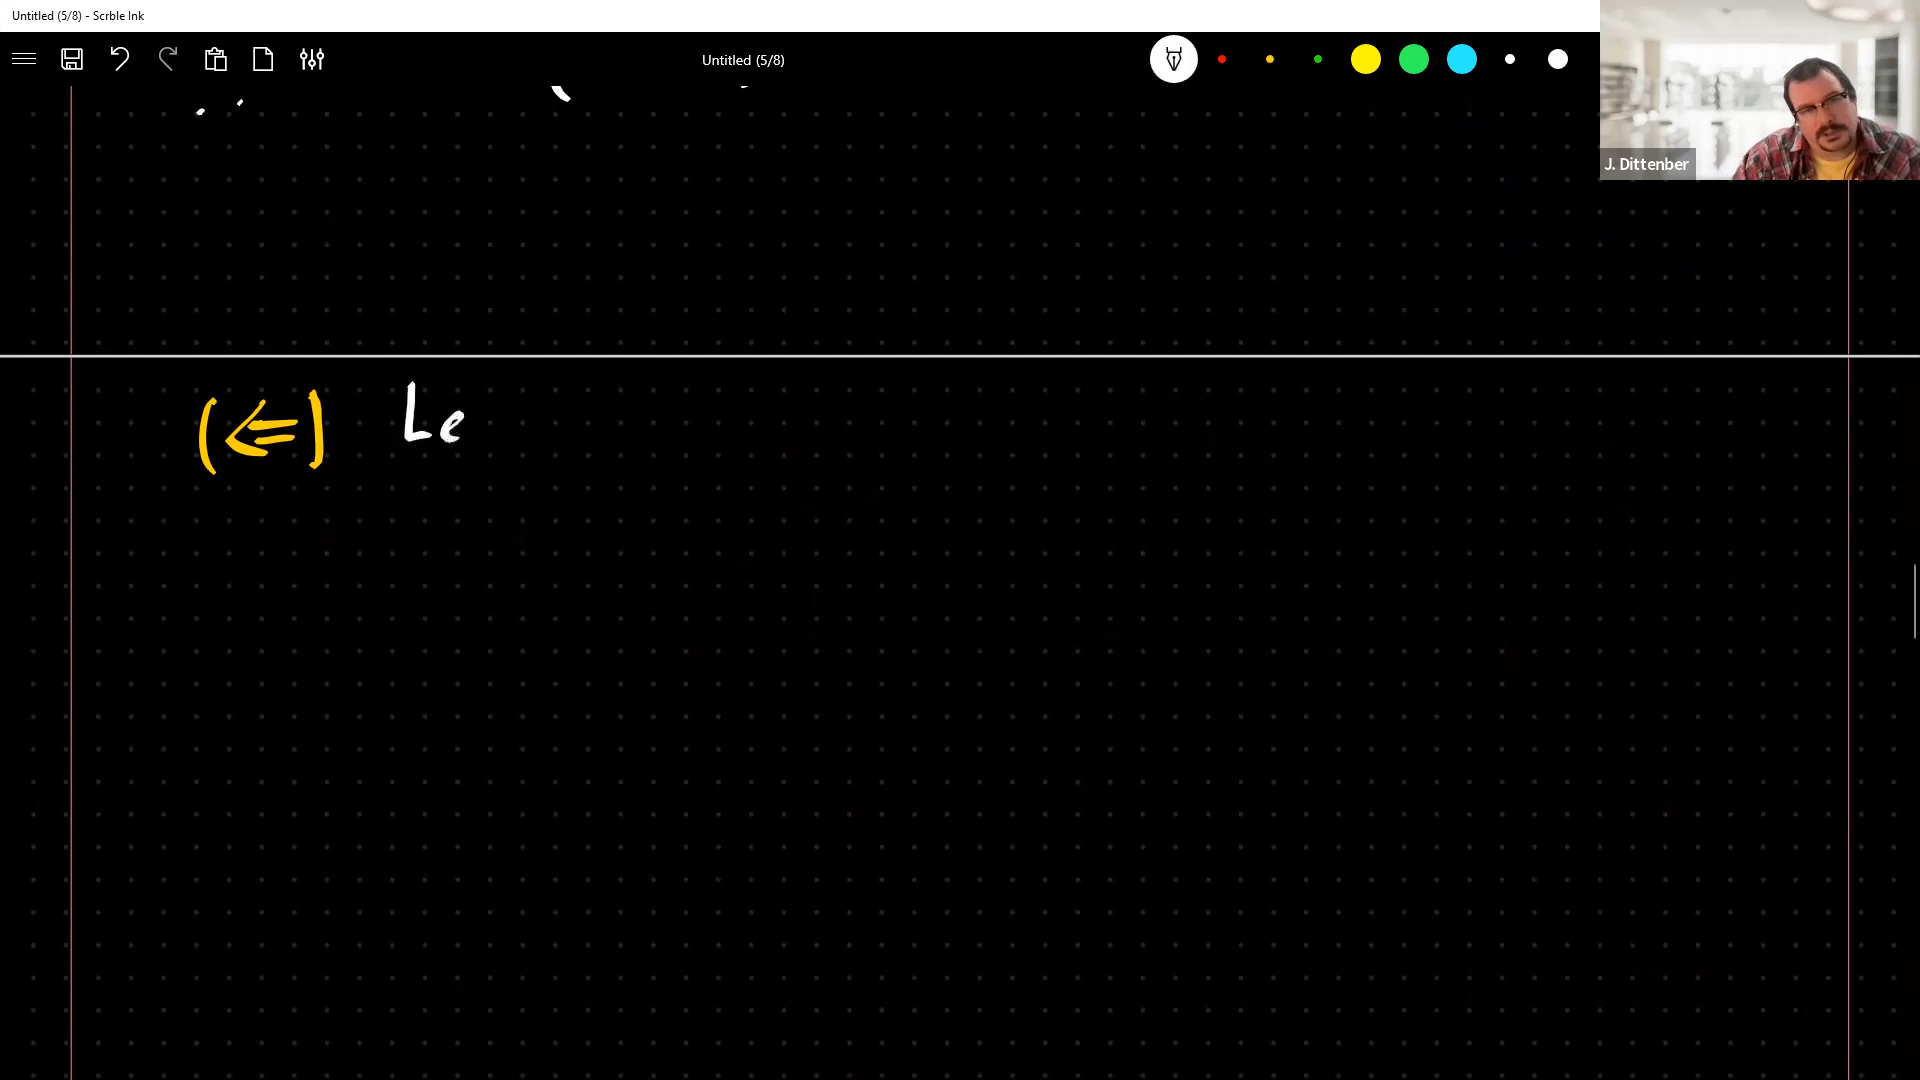 Untitled (5/8) - Scrble Ink
Untitled (5/8)
J. Dittenber
(⇐) Le